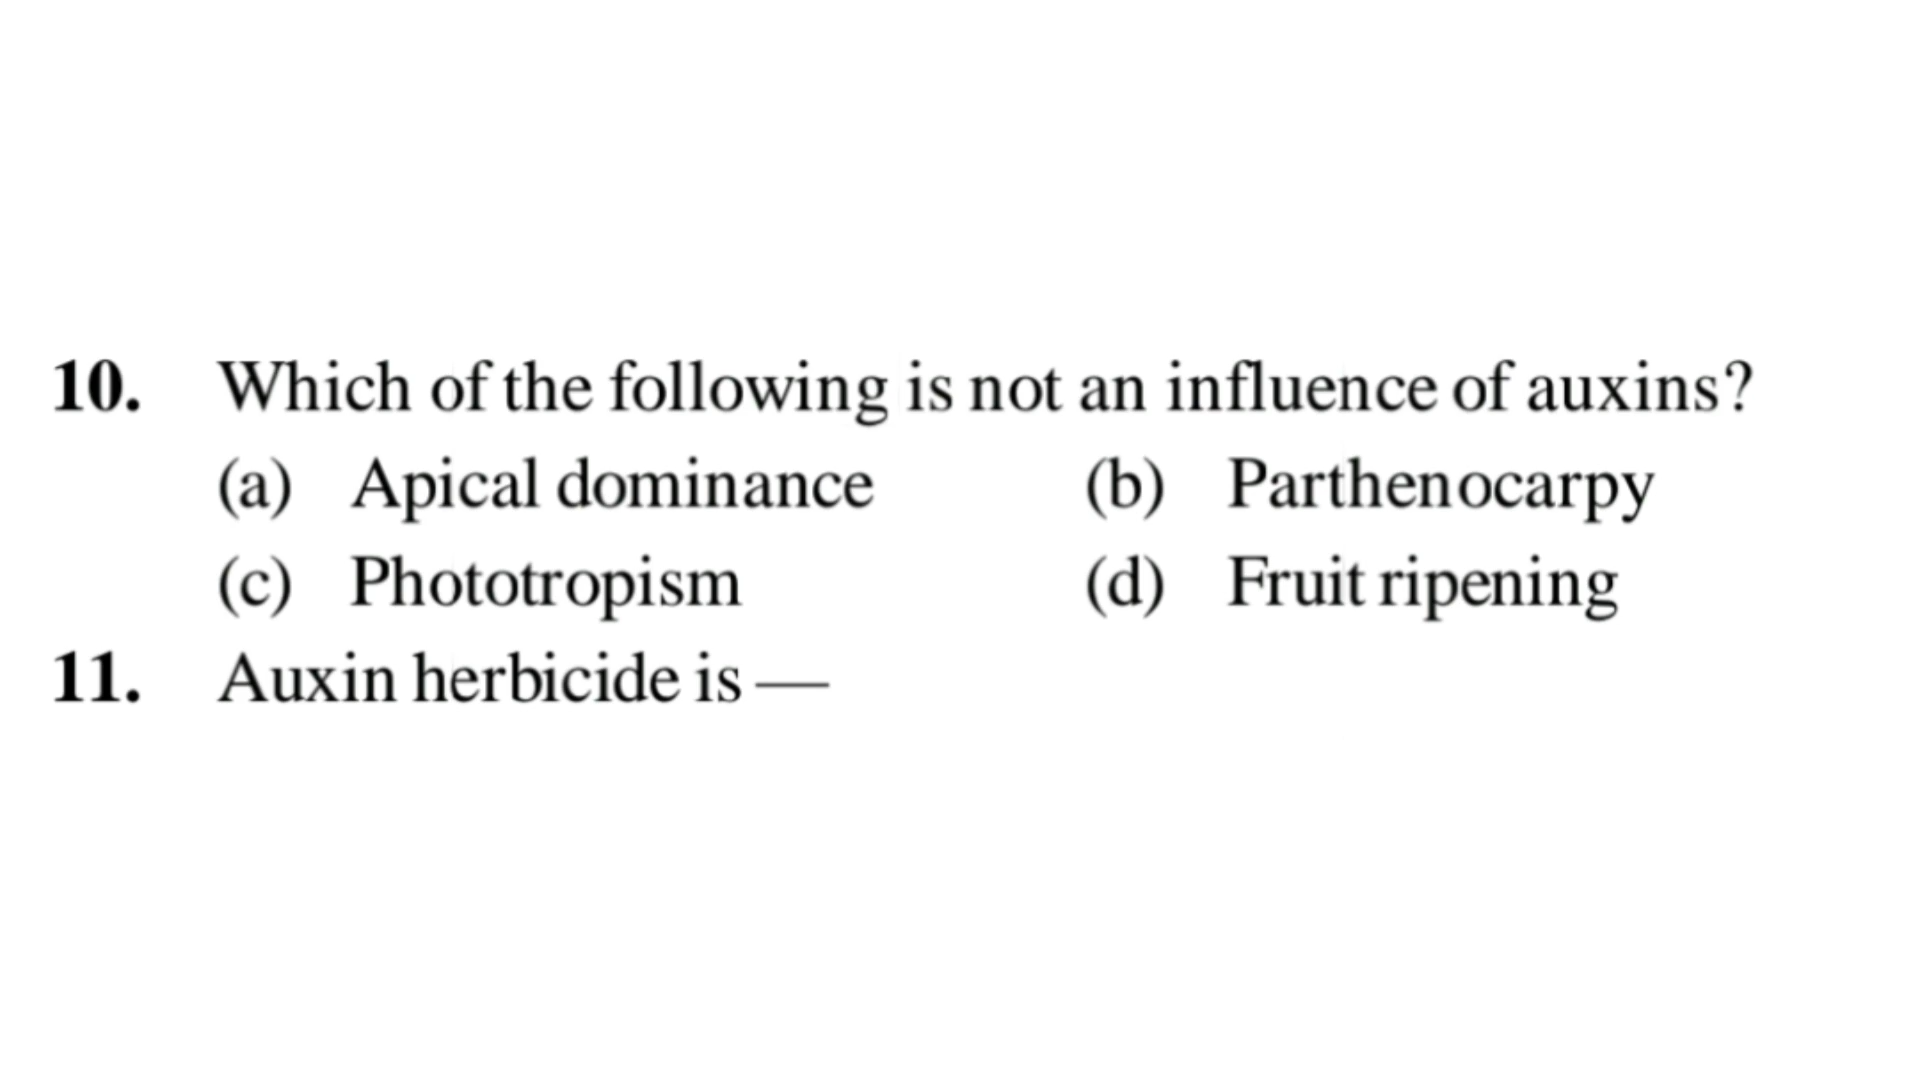 10. Which of the following is not an influence of auxins?
(a) Apical dominance (b) Parthenocarpy
(c) Phototropism (d) Fruit ripening
11. Auxin herbicide is —